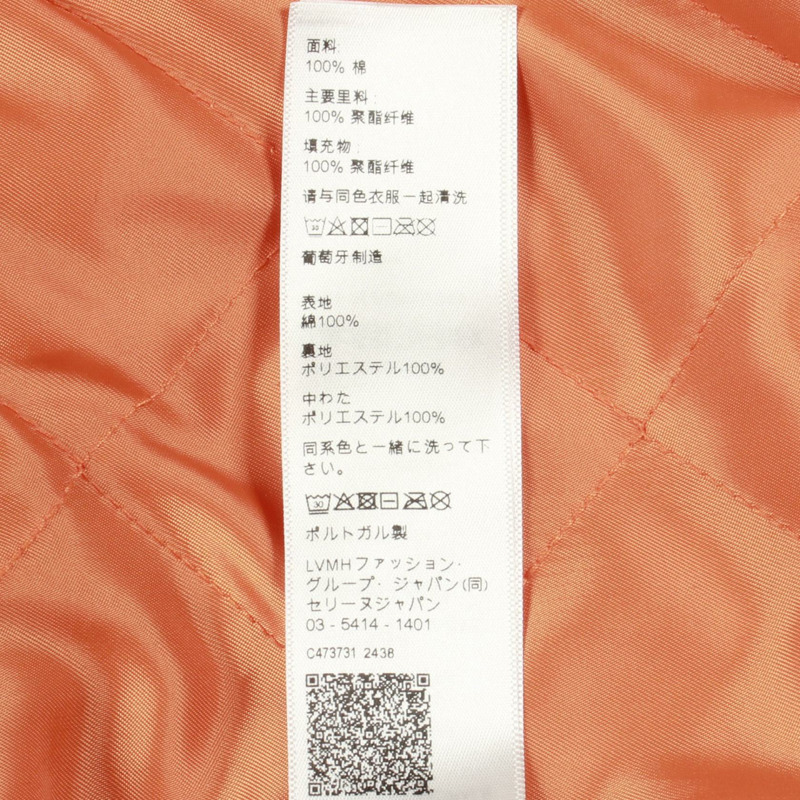 面料:
100% 棉
主要里料:
100% 聚酯纤维
填充物:
100% 聚酯纤维
请与同色衣服一起清洗
30
葡萄牙制造
表地
綿100%
裏地
ポリエステル100%
中わた
ポリエステル100%
同系色と一緒に洗って下
さい。
30
ポルトガル製
LVMHファッション・
グループ・ジャパン(同)
セリーヌジャパン
03 - 5414 - 1401
C473731 2438